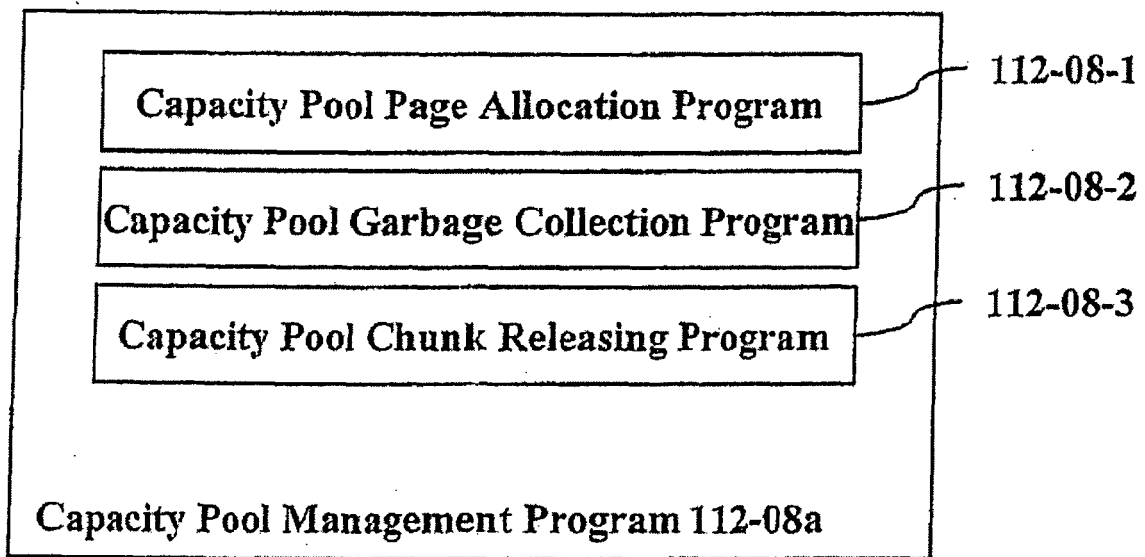 Capacity Pool Page Allocation Program
112-08-1
Capacity Pool Garbage Collection Program
112-08-2
Capacity Pool Chunk Releasing Program
112-08-3
Capacity Pool Management Program 112-08a